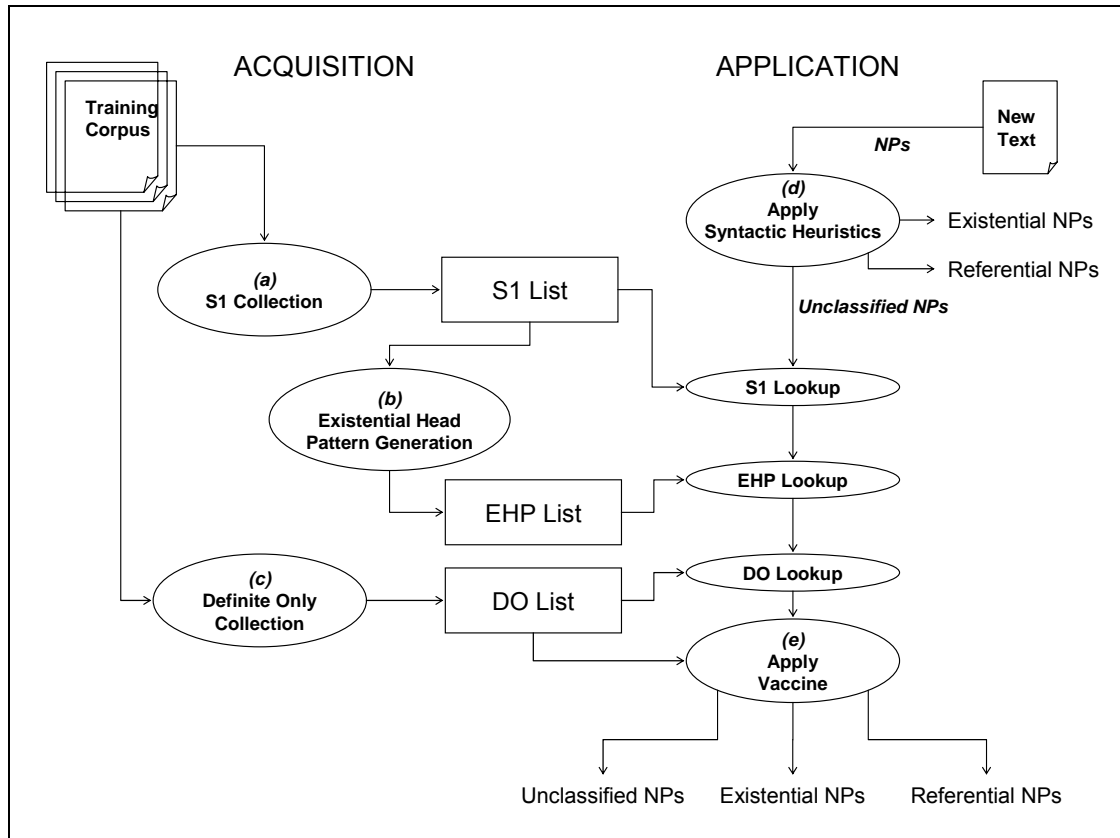 ACQUISITION
APPLICATION
Training
Corpus
New
Text
NPs
(d)
Apply
Syntactic Heuristics
Existential NPs
Referential NPs
(a)
S1 Collection
S1 List
Unclassified NPs
S1 Lookup
(b)
Existential Head
Pattern Generation
EHP Lookup
EHP List
(c)
Definite Only
Collection
DO List
DO Lookup
(e)
Apply
Vaccine
Unclassified NPs
Existential NPs
Referential NPs